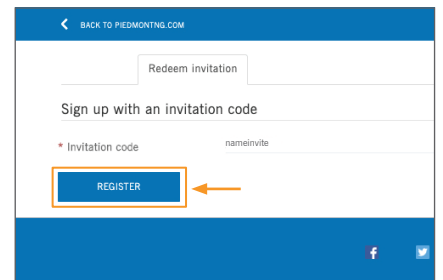 BACK TO PIEDMONTNG.COM
Redeem invitation
Sign up with an invitation code
* Invitation code
nameinvite
REGISTER